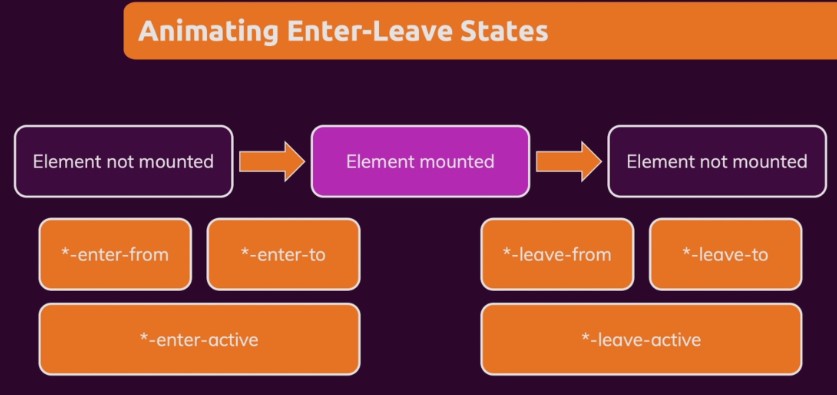 Animating Enter-Leave States
Element not mounted
Element mounted
Element not mounted
*-enter-from
*-enter-to
*-leave-from
*-leave-to
*-enter-active
*-leave-active